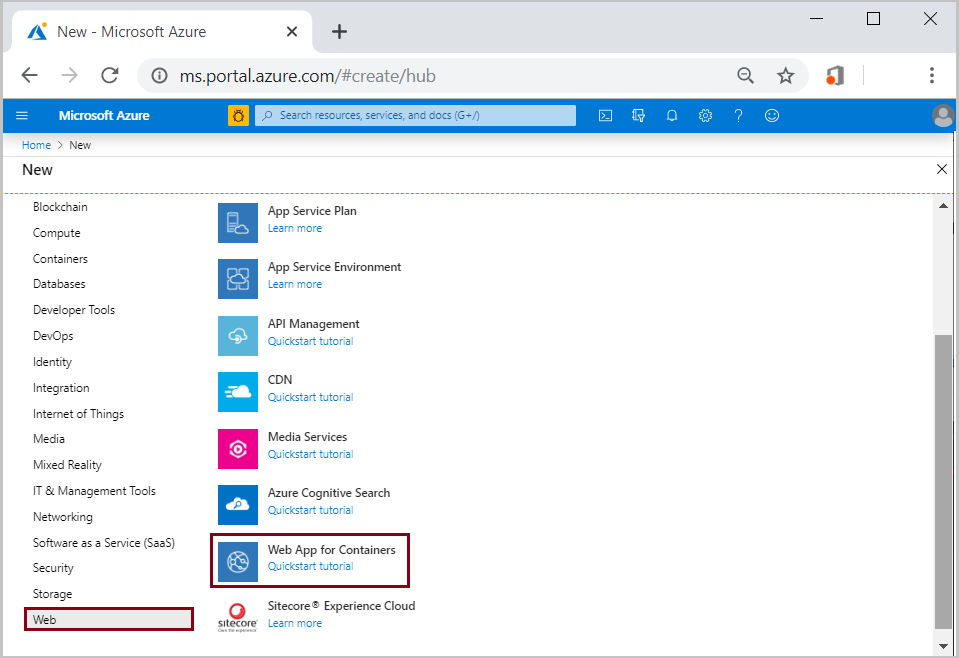 New - Microsoft Azure
ms.portal.azure.com/#create/hub
Microsoft Azure
Search resources, services, and docs (G+/)
Home > New
New
Blockchain
Compute
Containers
Databases
Developer Tools
DevOps
Identity
Integration
Internet of Things
Media
Mixed Reality
IT & Management Tools
Networking
Software as a Service (SaaS)
Security
Storage
Web
App Service Plan
Learn more
App Service Environment
Learn more
API Management
Quickstart tutorial
CDN
Quickstart tutorial
Media Services
Quickstart tutorial
Azure Cognitive Search
Quickstart tutorial
Web App for Containers
Quickstart tutorial
sitecore
Own the experience
Sitecore® Experience Cloud
Learn more